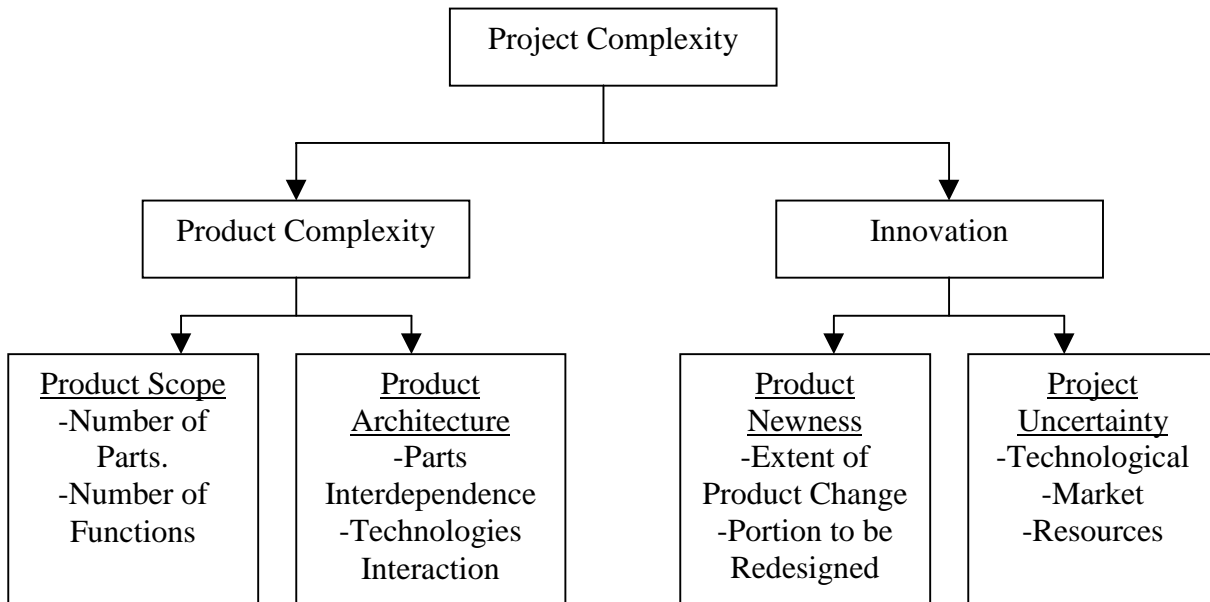 Project Complexity
Product Complexity
Innovation
Product Scope
-Number of
Parts.
-Number of
Functions
Product
Architecture
-Parts
Interdependence
-Technologies
Interaction
Product
Newness
-Extent of
Product Change
-Portion to be
Redesigned
Project
Uncertainty
-Technological
-Market
-Resources